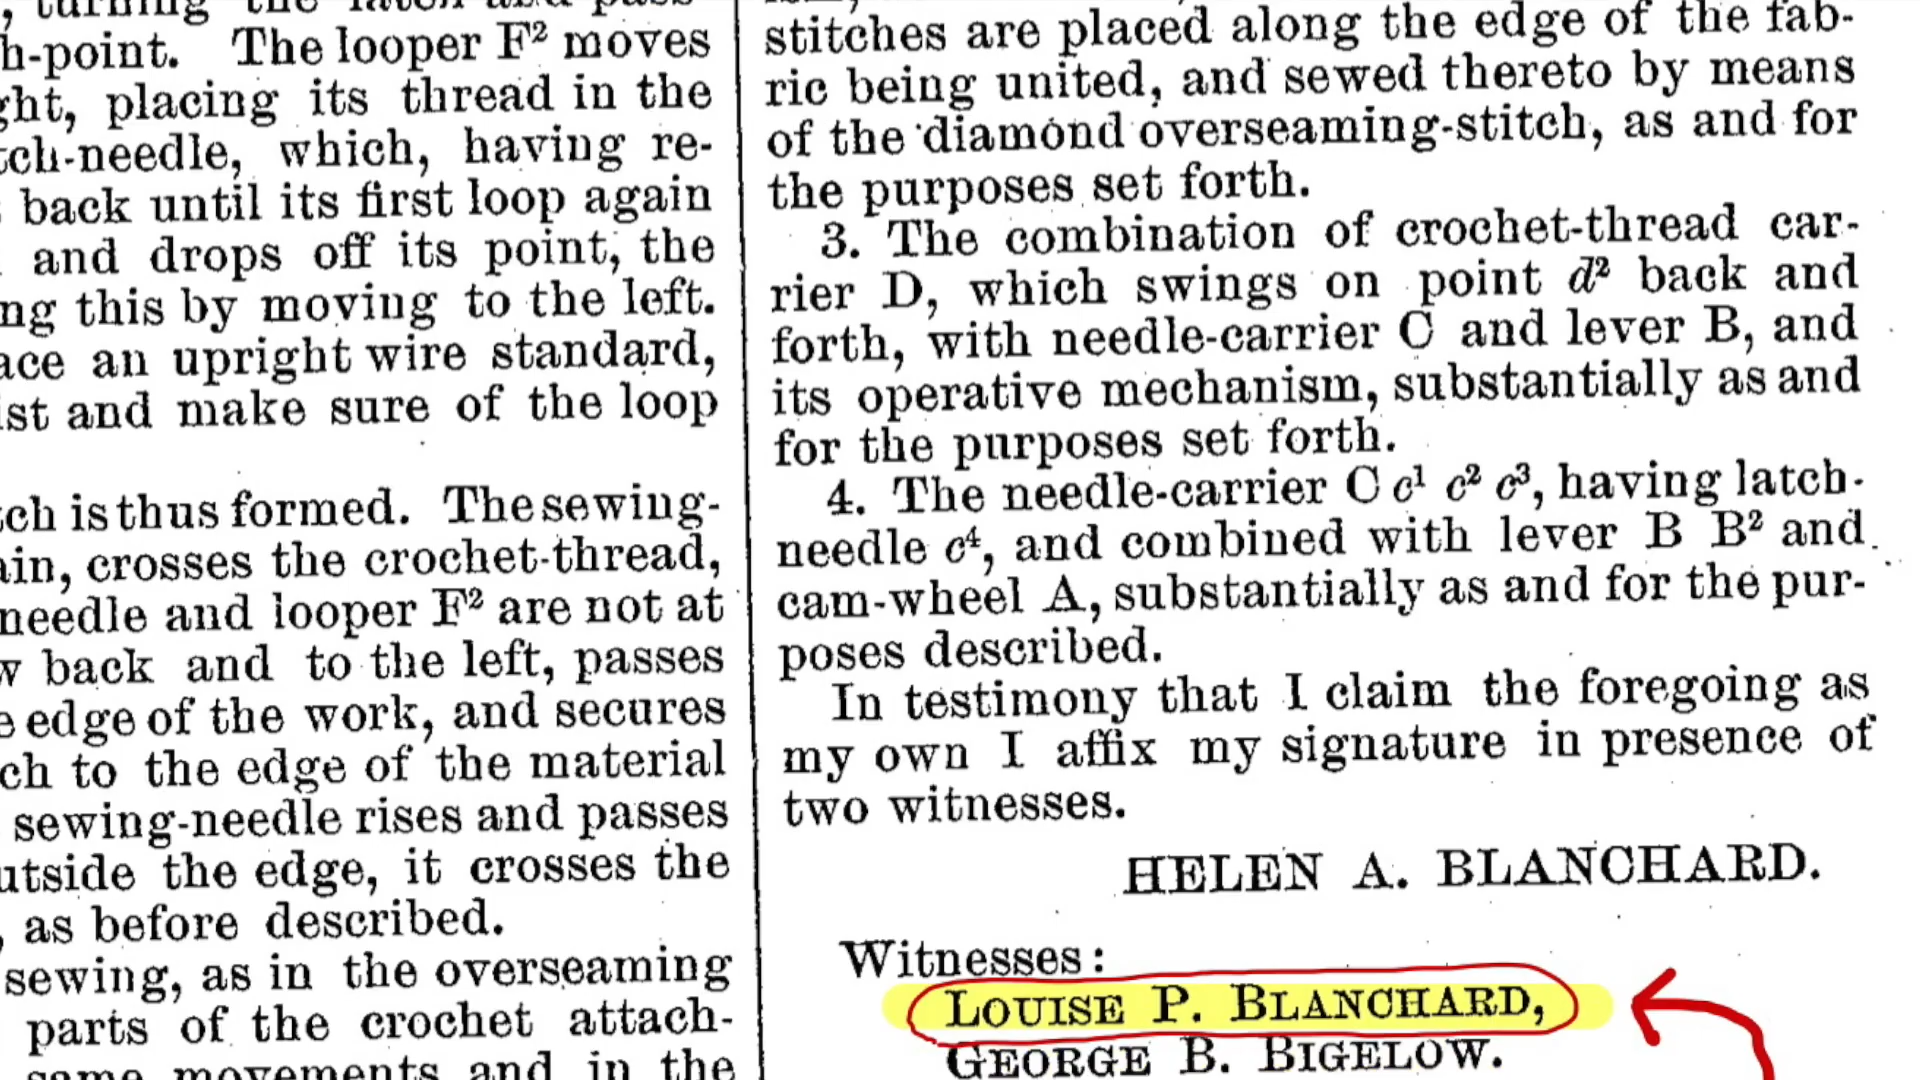 h-point. The looper F² moves
placing its thread in the
which, having re-
back until its first loop again
and drops off its point, the
this by moving to the left.
an upright wire standard,
and make sure of the loop
is thus formed. The sewing-
crosses the crochet-thread,
needle and looper F² are not at
back and to the left, passes
edge of the work, and secures
to the edge of the material
sewing-needle rises and passes
the edge, it crosses the
as before described.
sewing, as in the overseaming
parts of the crochet attach-
same movements and in the
stitches are placed along the edge of the fab-
ric being united, and sewed thereto by means
of the diamond overseaming-stitch, as and for
the purposes set forth.
3. The combination of crochet-thread car-
rier D, which swings on point d² back and
forth, with needle-carrier C and lever B, and
its operative mechanism, substantially as and
for the purposes set forth.
4. The needle-carrier C c¹ c² c³, having latch-
needle c⁴, and combined with lever B B² and
cam-wheel A, substantially as and for the pur-
poses described.
In testimony that I claim the foregoing as
my own I affix my signature in presence of
two witnesses.
HELEN A. BLANCHARD.
Witnesses:
LOUISE P. BLANCHARD,
GEORGE B. BIGELOW.